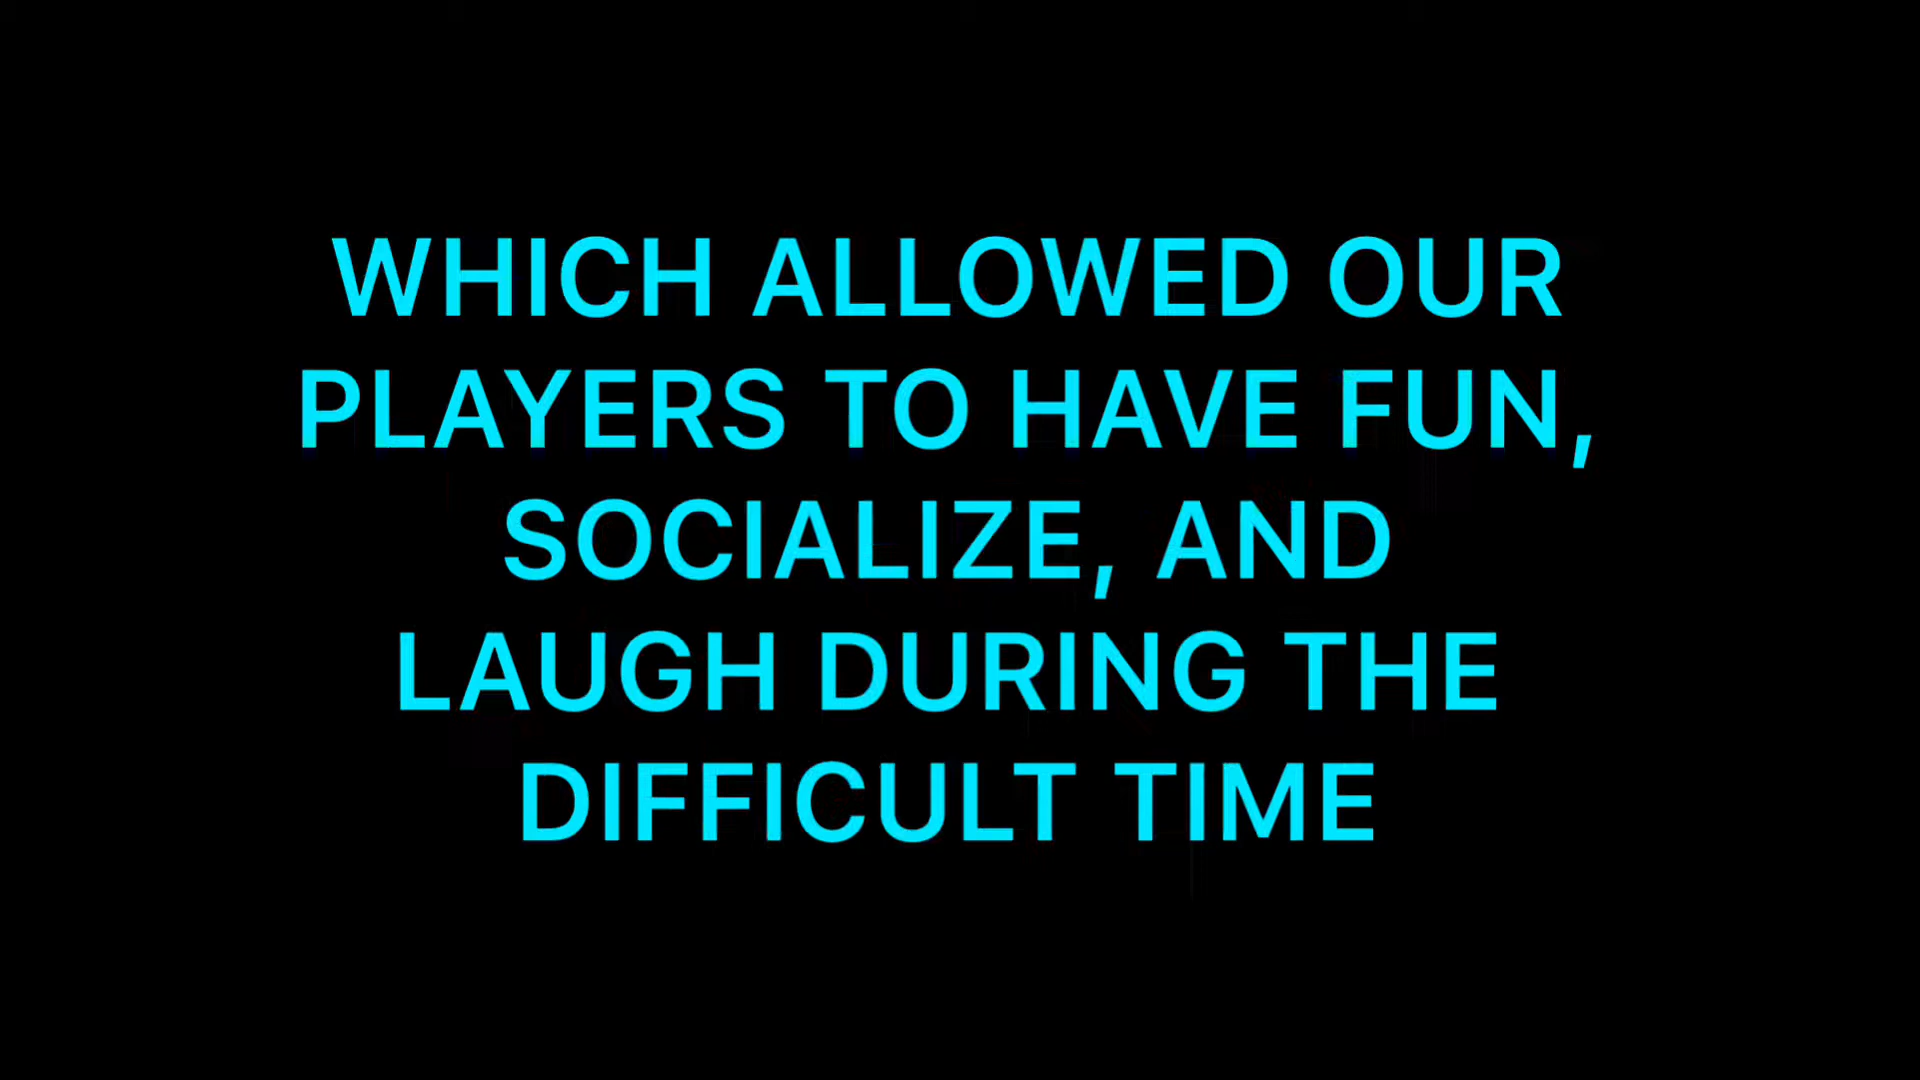 WHICH ALLOWED OUR
PLAYERS TO HAVE FUN,
SOCIALIZE, AND
LAUGH DURING THE
DIFFICULT TIME